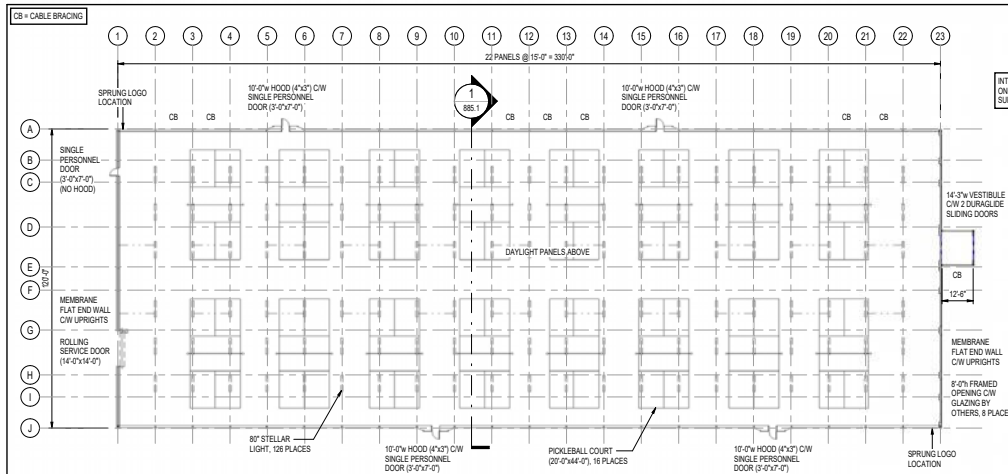 CB = CABLE BRACING
1 2 3 4 5 6 7 8 9 10 11 12 13 14 15 16 17 18 19 20 21 22 23
22 PANELS @ 15'-0" = 330'-0"
SPRUNG LOGO
LOCATION
10'-0"w HOOD (4"x3") C/W
SINGLE PERSONNEL
DOOR (3'-0"x7'-0")
1
885.1
10'-0"w HOOD (4"x3") C/W
SINGLE PERSONNEL
DOOR (3'-0"x7'-0")
INT
ON
CB CB CB CB CB CB CB
A
B
C
D
E
F
G
H
I
J
120'-0"
SINGLE
PERSONNEL
DOOR
(3'-0"x7'-0")
(NO HOOD)
14'-3"w VESTIBULE
C/W 2 DURAGLIDE
SLIDING DOORS
DAYLIGHT PANELS ABOVE
CB
12'-6"
MEMBRANE
FLAT END WALL
C/W UPRIGHTS
ROLLING
SERVICE DOOR
(14'-0"x14'-0")
MEMBRANE
FLAT END WALL
C/W UPRIGHTS
8'-0"h FRAMED
OPENING C/W
GLAZING BY
OTHERS, 8 PLACE
80" STELLAR
LIGHT, 126 PLACES
10'-0"w HOOD (4"x3") C/W
SINGLE PERSONNEL
DOOR (3'-0"x7'-0")
PICKLEBALL COURT
(20'-0"x44'-0"), 16 PLACES
10'-0"w HOOD (4"x3") C/W
SINGLE PERSONNEL
DOOR (3'-0"x7'-0")
SPRUNG LOGO
LOCATION